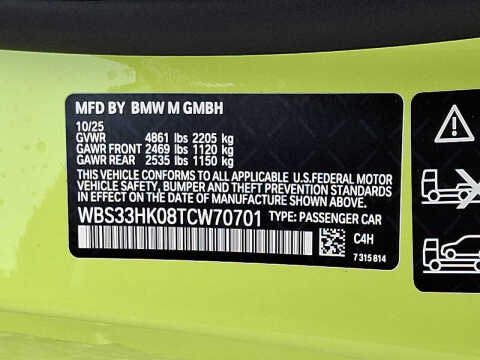 MFD BY BMW M GMBH
10/25
GVWR 4861 lbs 2205 kg
GAWR FRONT 2469 lbs 1120 kg
GAWR REAR 2535 lbs 1150 kg
THIS VEHICLE CONFORMS TO ALL APPLICABLE U.S.FEDERAL MOTOR
VEHICLE SAFETY, BUMPER AND THEFT PREVENTION STANDARDS
IN EFFECT ON THE DATE OF MANUFACTURE SHOWN ABOVE.
WBS33HK08TCW70701 TYPE: PASSENGER CAR
C4H
7 315 814